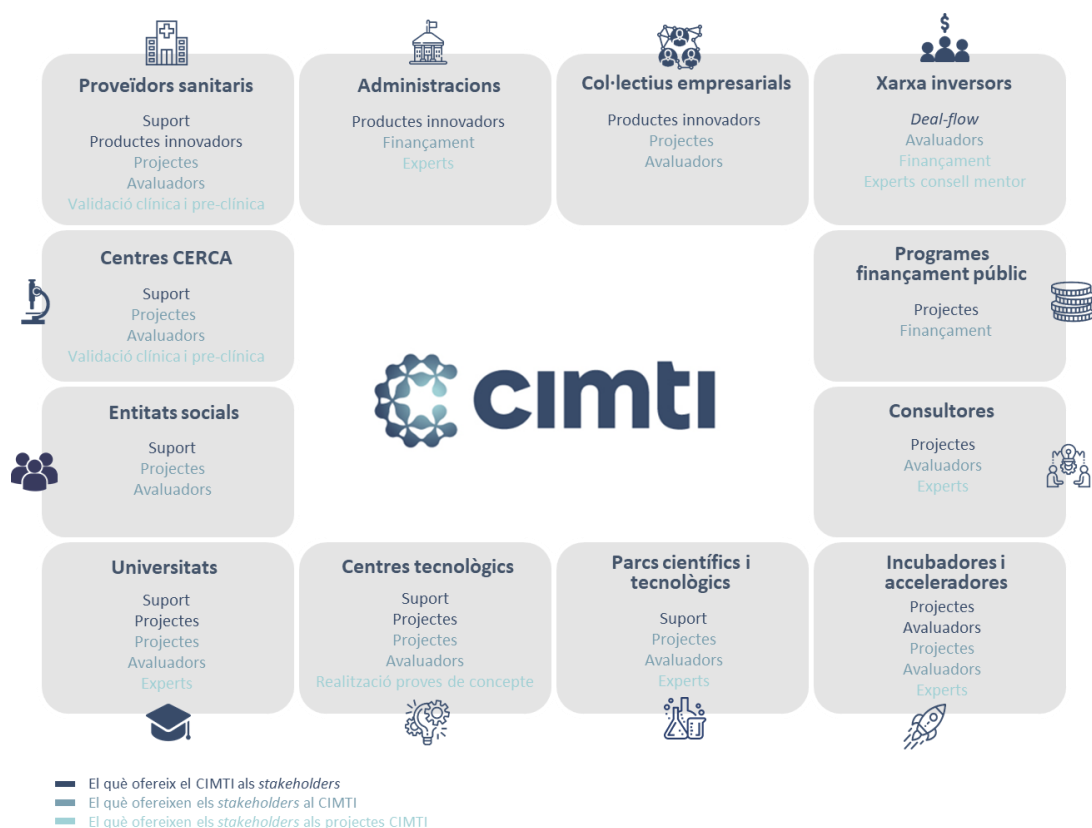 Proveïdors sanitaris
Suport
Productes innovadors
Projectes
Avaluadors
Validació clínica i pre-clínica
Administracions
Productes innovadors
Finançament
Experts
Col·lectius empresarials
Productes innovadors
Projectes
Avaluadors
$
Xarxa inversors
Deal-flow
Avaluadors
Finançament
Experts consell mentor
Centres CERCA
Suport
Projectes
Avaluadors
Validació clínica i pre-clínica
Programes
finançament públic
Projectes
Finançament
cimti
Entitats socials
Suport
Projectes
Avaluadors
Consultores
Projectes
Avaluadors
Experts
Universitats
Suport
Projectes
Projectes
Avaluadors
Experts
Centres tecnològics
Suport
Projectes
Projectes
Avaluadors
Realització proves de concepte
Parcs científics i
tecnològics
Suport
Projectes
Avaluadors
Experts
Incubadores i
acceleradores
Projectes
Avaluadors
Projectes
Avaluadors
Experts
El què ofereix el CIMTI als stakeholders
El què ofereixen els stakeholders al CIMTI
El què ofereixen els stakeholders als projectes CIMTI